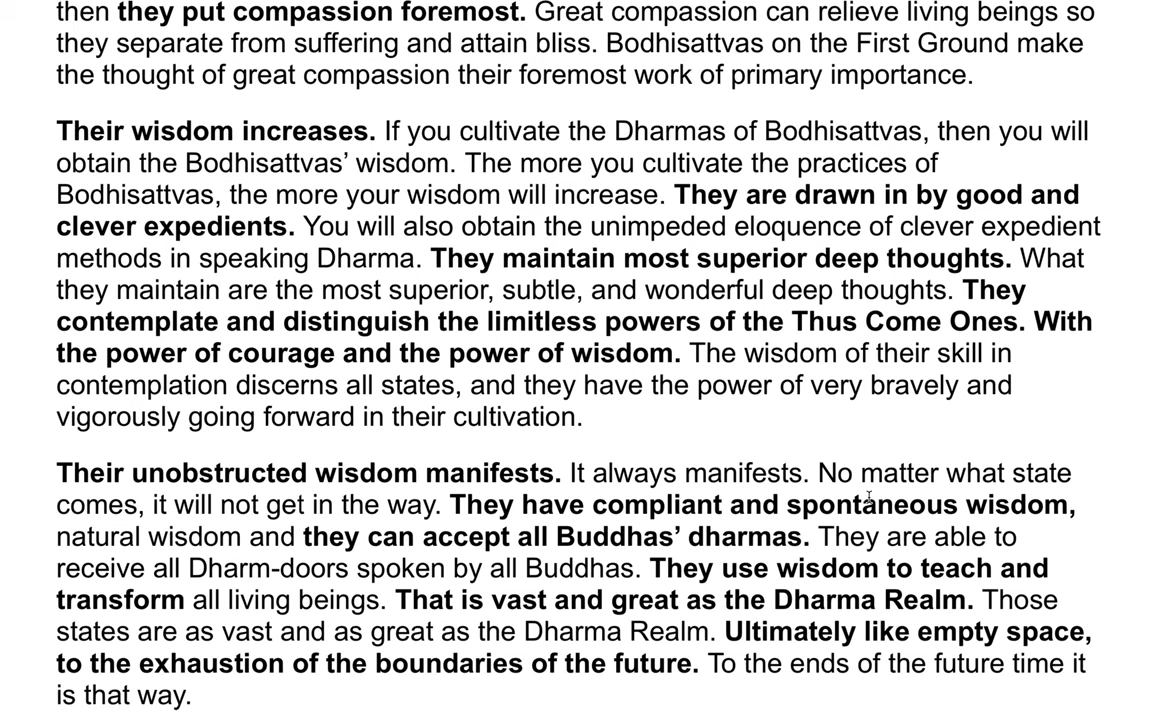 then they put compassion foremost. Great compassion can relieve living beings so
they separate from suffering and attain bliss. Bodhisattvas on the First Ground make
the thought of great compassion their foremost work of primary importance.
Their wisdom increases. If you cultivate the Dharmas of Bodhisattvas, then you will
obtain the Bodhisattvas’ wisdom. The more you cultivate the practices of
Bodhisattvas, the more your wisdom will increase. They are drawn in by good and
clever expedients. You will also obtain the unimpeded eloquence of clever expedient
methods in speaking Dharma. They maintain most superior deep thoughts. What
they maintain are the most superior, subtle, and wonderful deep thoughts. They
contemplate and distinguish the limitless powers of the Thus Come Ones. With
the power of courage and the power of wisdom. The wisdom of their skill in
contemplation discerns all states, and they have the power of very bravely and
vigorously going forward in their cultivation.
Their unobstructed wisdom manifests. It always manifests. No matter what state
comes, it will not get in the way. They have compliant and spontaneous wisdom,
natural wisdom and they can accept all Buddhas’ dharmas. They are able to
receive all Dharm-doors spoken by all Buddhas. They use wisdom to teach and
transform all living beings. That is vast and great as the Dharma Realm. Those
states are as vast and as great as the Dharma Realm. Ultimately like empty space,
to the exhaustion of the boundaries of the future. To the ends of the future time it
is that way.